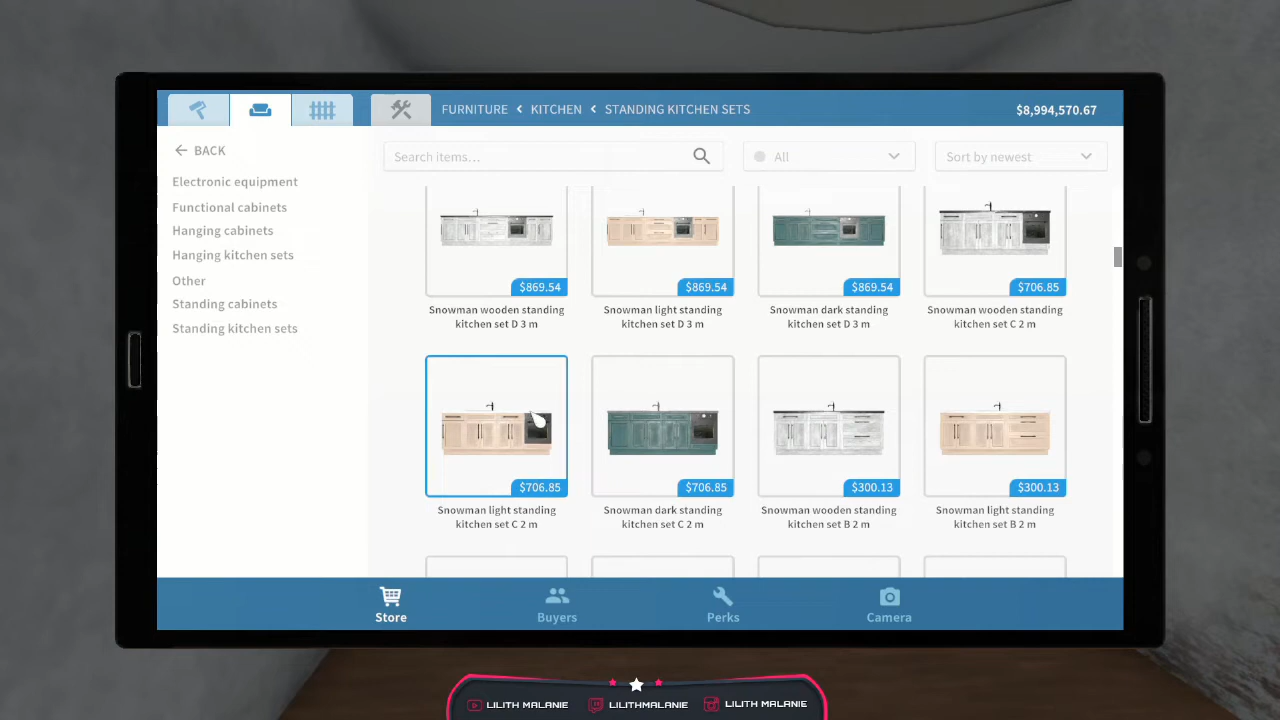 FURNITURE < KITCHEN < STANDING KITCHEN SETS
$8,994,570.67
BACK
Search items...
All
Sort by newest
Electronic equipment
Functional cabinets
Hanging cabinets
Hanging kitchen sets
Other
Standing cabinets
Standing kitchen sets
$869.54
$869.54
$869.54
$706.85
Snowman wooden standing
kitchen set D 3 m
Snowman light standing
kitchen set D 3 m
Snowman dark standing
kitchen set D 3 m
Snowman wooden standing
kitchen set C 2 m
$706.85
$706.85
$300.13
$300.13
Snowman light standing
kitchen set C 2 m
Snowman dark standing
kitchen set C 2 m
Snowman wooden standing
kitchen set B 2 m
Snowman light standing
kitchen set B 2 m
Store
Buyers
Perks
Camera
LILITH MALANIE
LILITHMALANIE
LILITH MALANIE